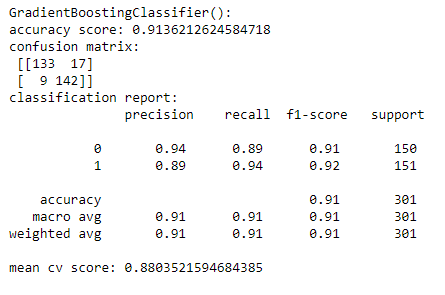 GradientBoostingClassifier():
accuracy score: 0.9136212624584718
confusion matrix:
[[133  17]
[  9 142]]
classification report:
precision    recall  f1-score   support
0       0.94      0.89      0.91       150
1       0.89      0.94      0.92       151
accuracy                           0.91       301
macro avg       0.91      0.91      0.91       301
weighted avg       0.91      0.91      0.91       301
mean cv score: 0.8803521594684385